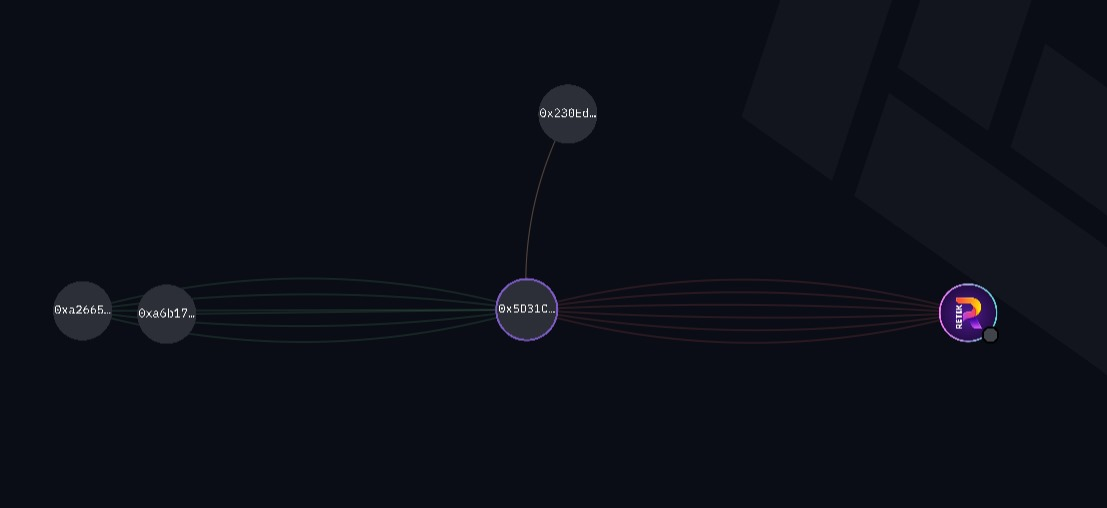 0x230Ed…
0xa2665…
0xa6b17…
0x5D31C…
RETIK